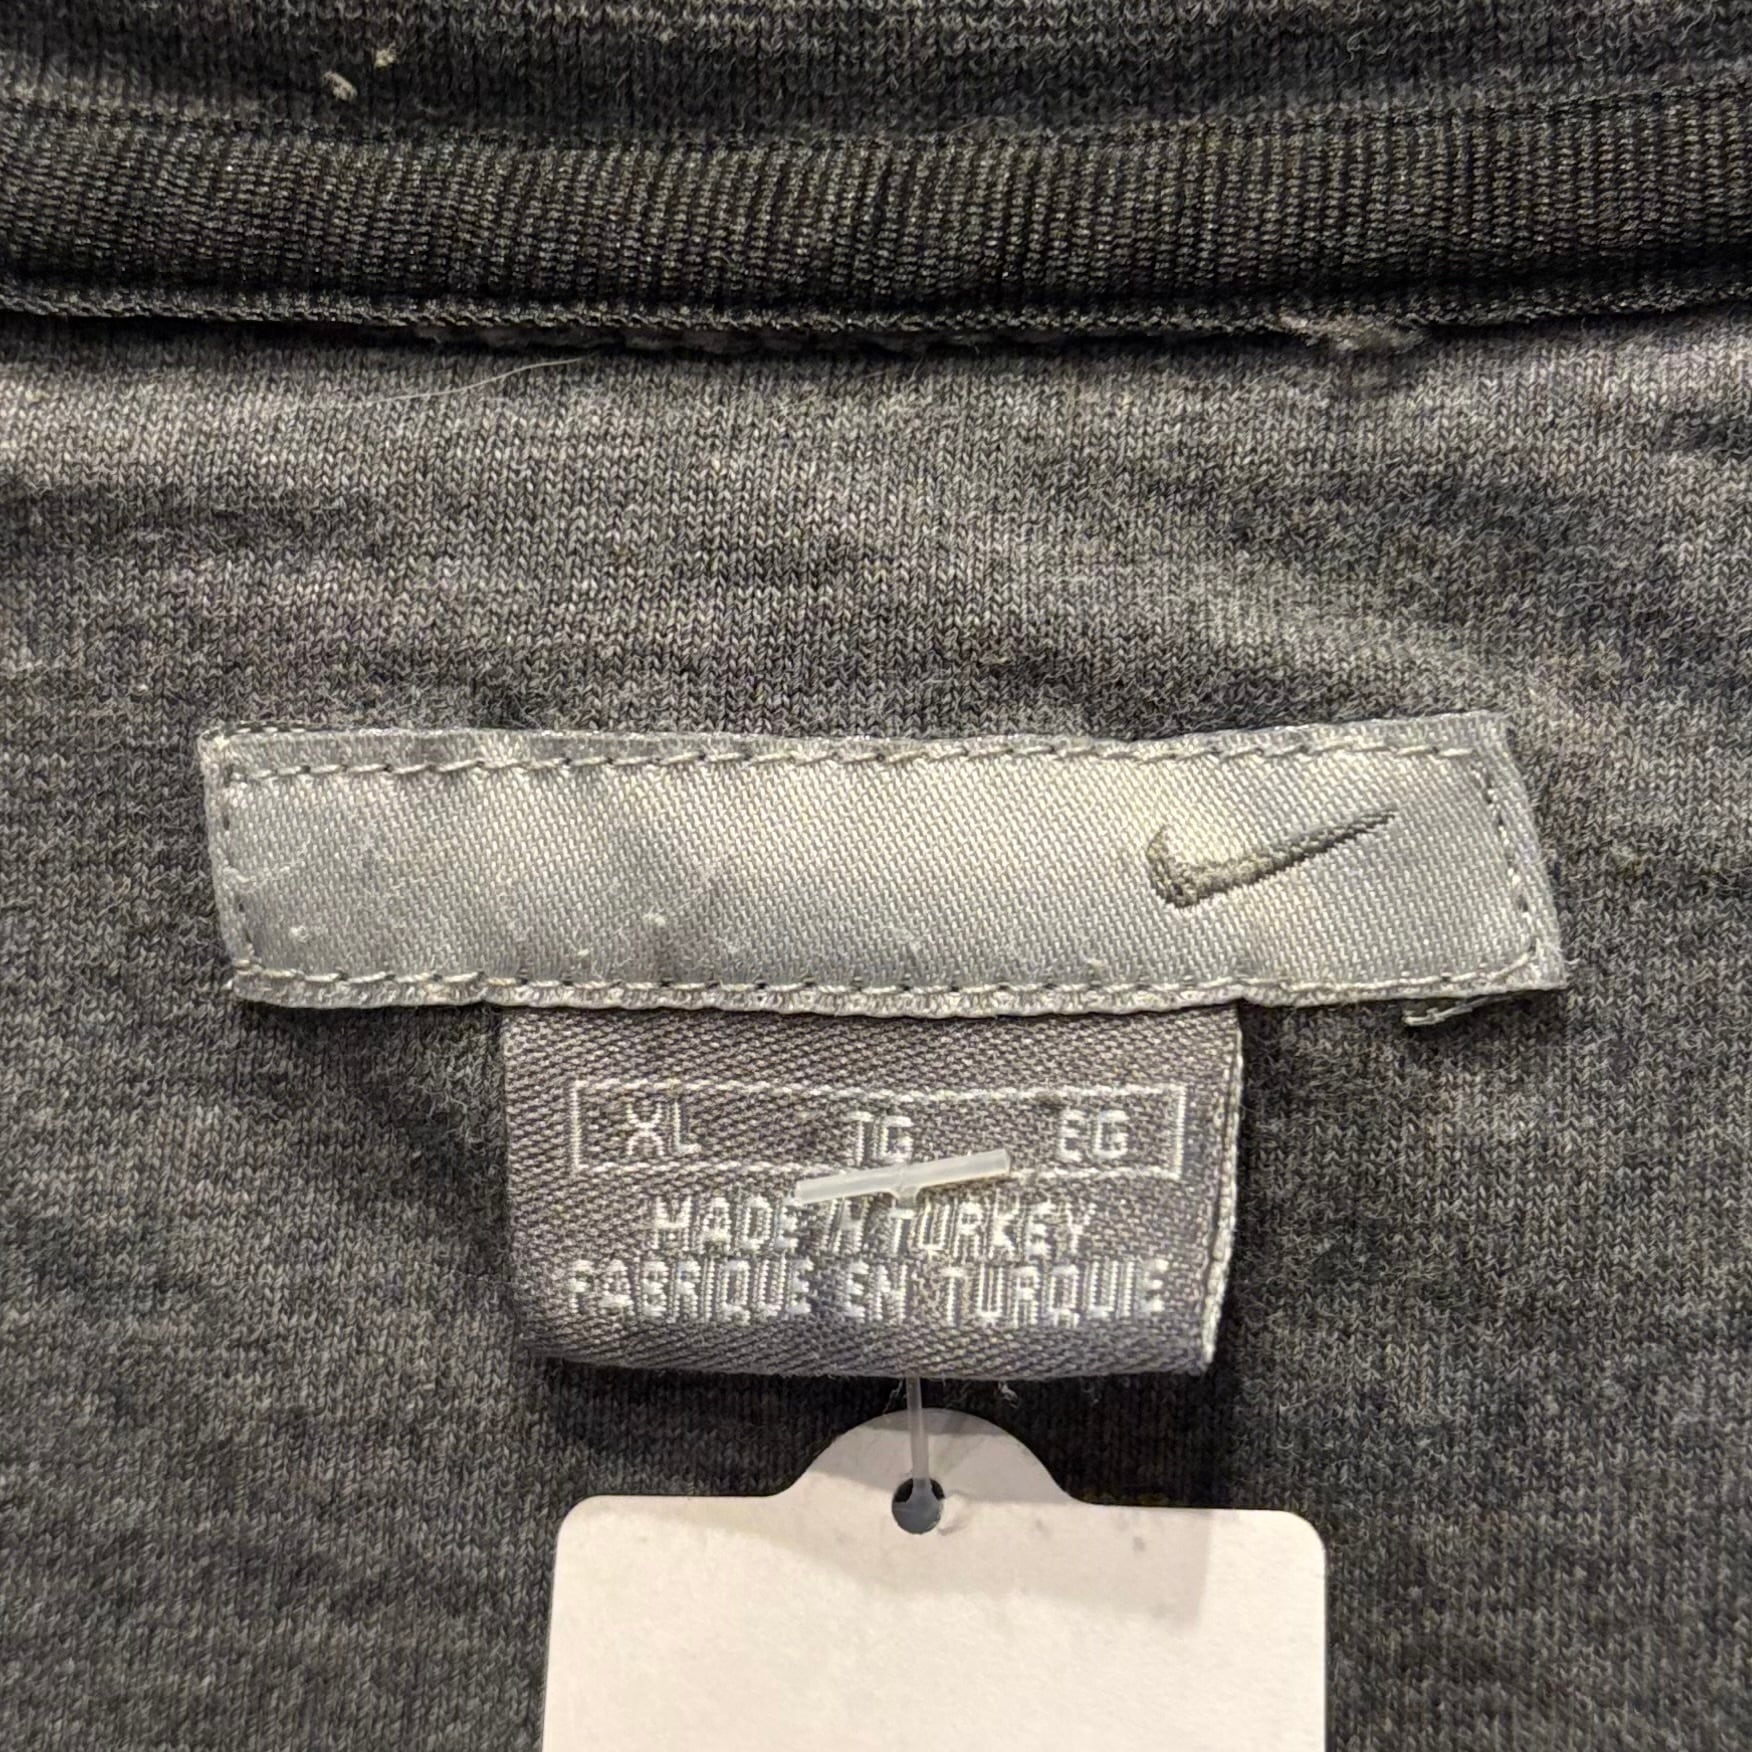 XL TG EG
MADE IN TURKEY
FABRIQUE EN TURQUIE